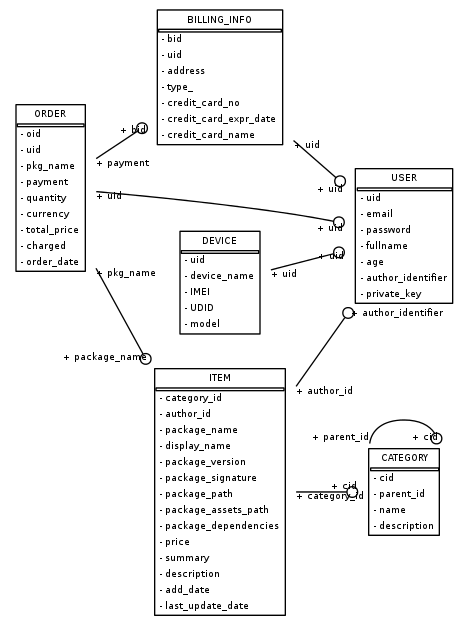 BILLING_INFO
- bid
- uid
- address
- type_
- credit_card_no
- credit_card_expr_date
- credit_card_name
ORDER
- oid
- uid
- pkg_name
- payment
- quantity
- currency
- total_price
- charged
- order_date
+ bid
+ payment
+ uid
+ uid
+ uid
+ uid
USER
- uid
- email
- password
- fullname
- age
- author_identifier
- private_key
DEVICE
- uid
- device_name
- IMEI
- UDID
- model
+ uid
+ uid
+ pkg_name
+ package_name
+ author_identifier
+ author_id
ITEM
- category_id
- author_id
- package_name
- display_name
- package_version
- package_signature
- package_path
- package_assets_path
- package_dependencies
- price
- summary
- description
- add_date
- last_update_date
+ parent_id
+ cid
+ cid
+ category_id
CATEGORY
- cid
- parent_id
- name
- description